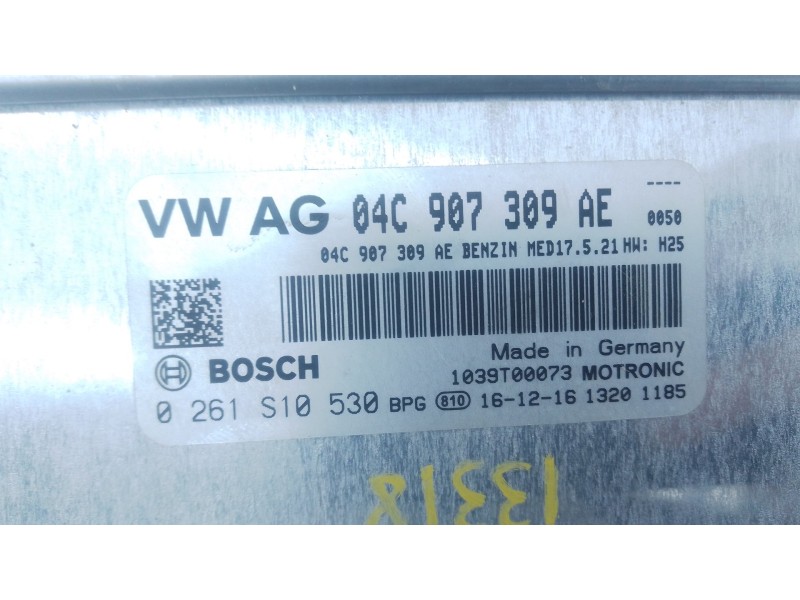 ----
VW AG 04C 907 309 AE 0050
04C 907 309 AE BENZIN MED17.5.21 HW: H25
BOSCH
Made in Germany
1039T00073 MOTRONIC
0 261 S10 530 BPG 810 16-12-16 1320 1185
13318